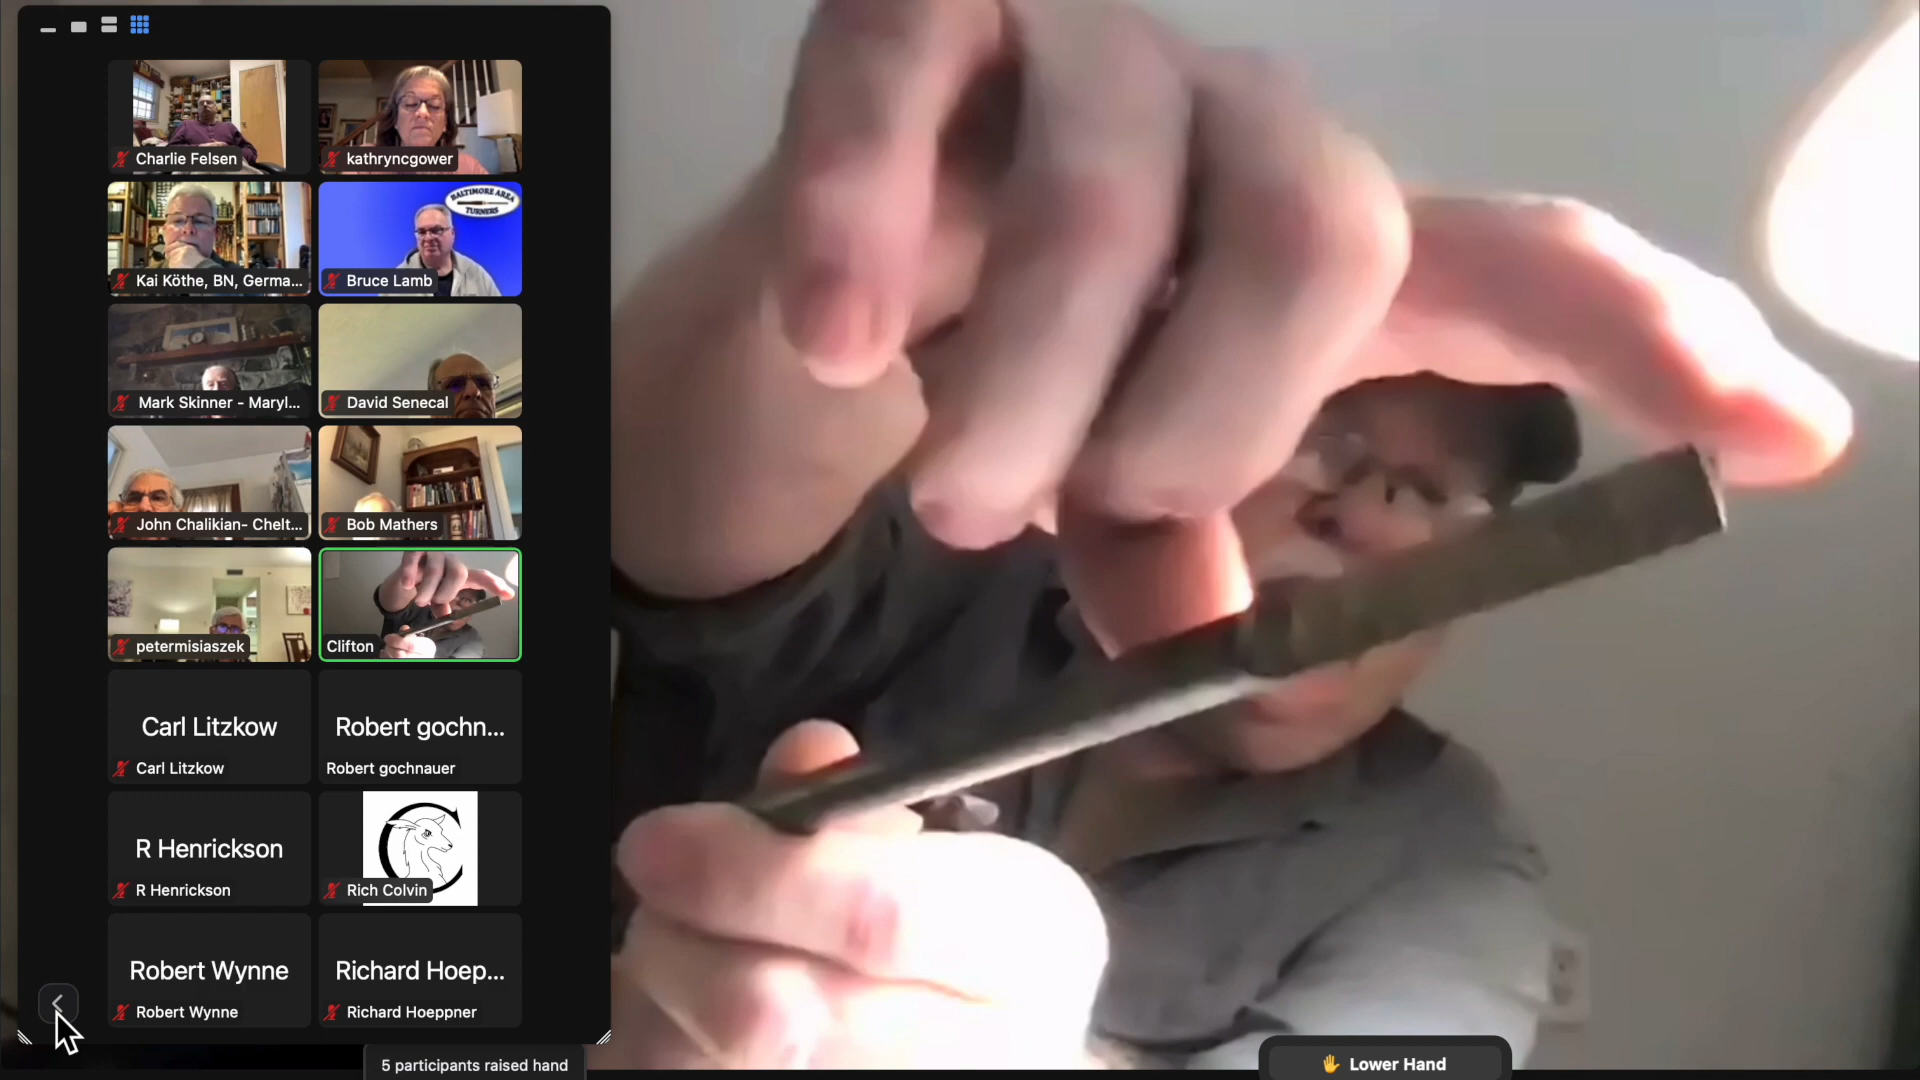 Charlie Felsen
kathryncgower
Kai Köthe, BN, Germa...
BALTIMORE AREA
TURNERS
Bruce Lamb
Mark Skinner - Maryl...
David Senecal
John Chalikian- Chelt...
Bob Mathers
petermisiaszek
Clifton
Carl Litzkow
Carl Litzkow
Robert gochn...
Robert gochnauer
R Henrickson
R Henrickson
Rich Colvin
Robert Wynne
Robert Wynne
Richard Hoep...
Richard Hoeppner
5 participants raised hand
Lower Hand